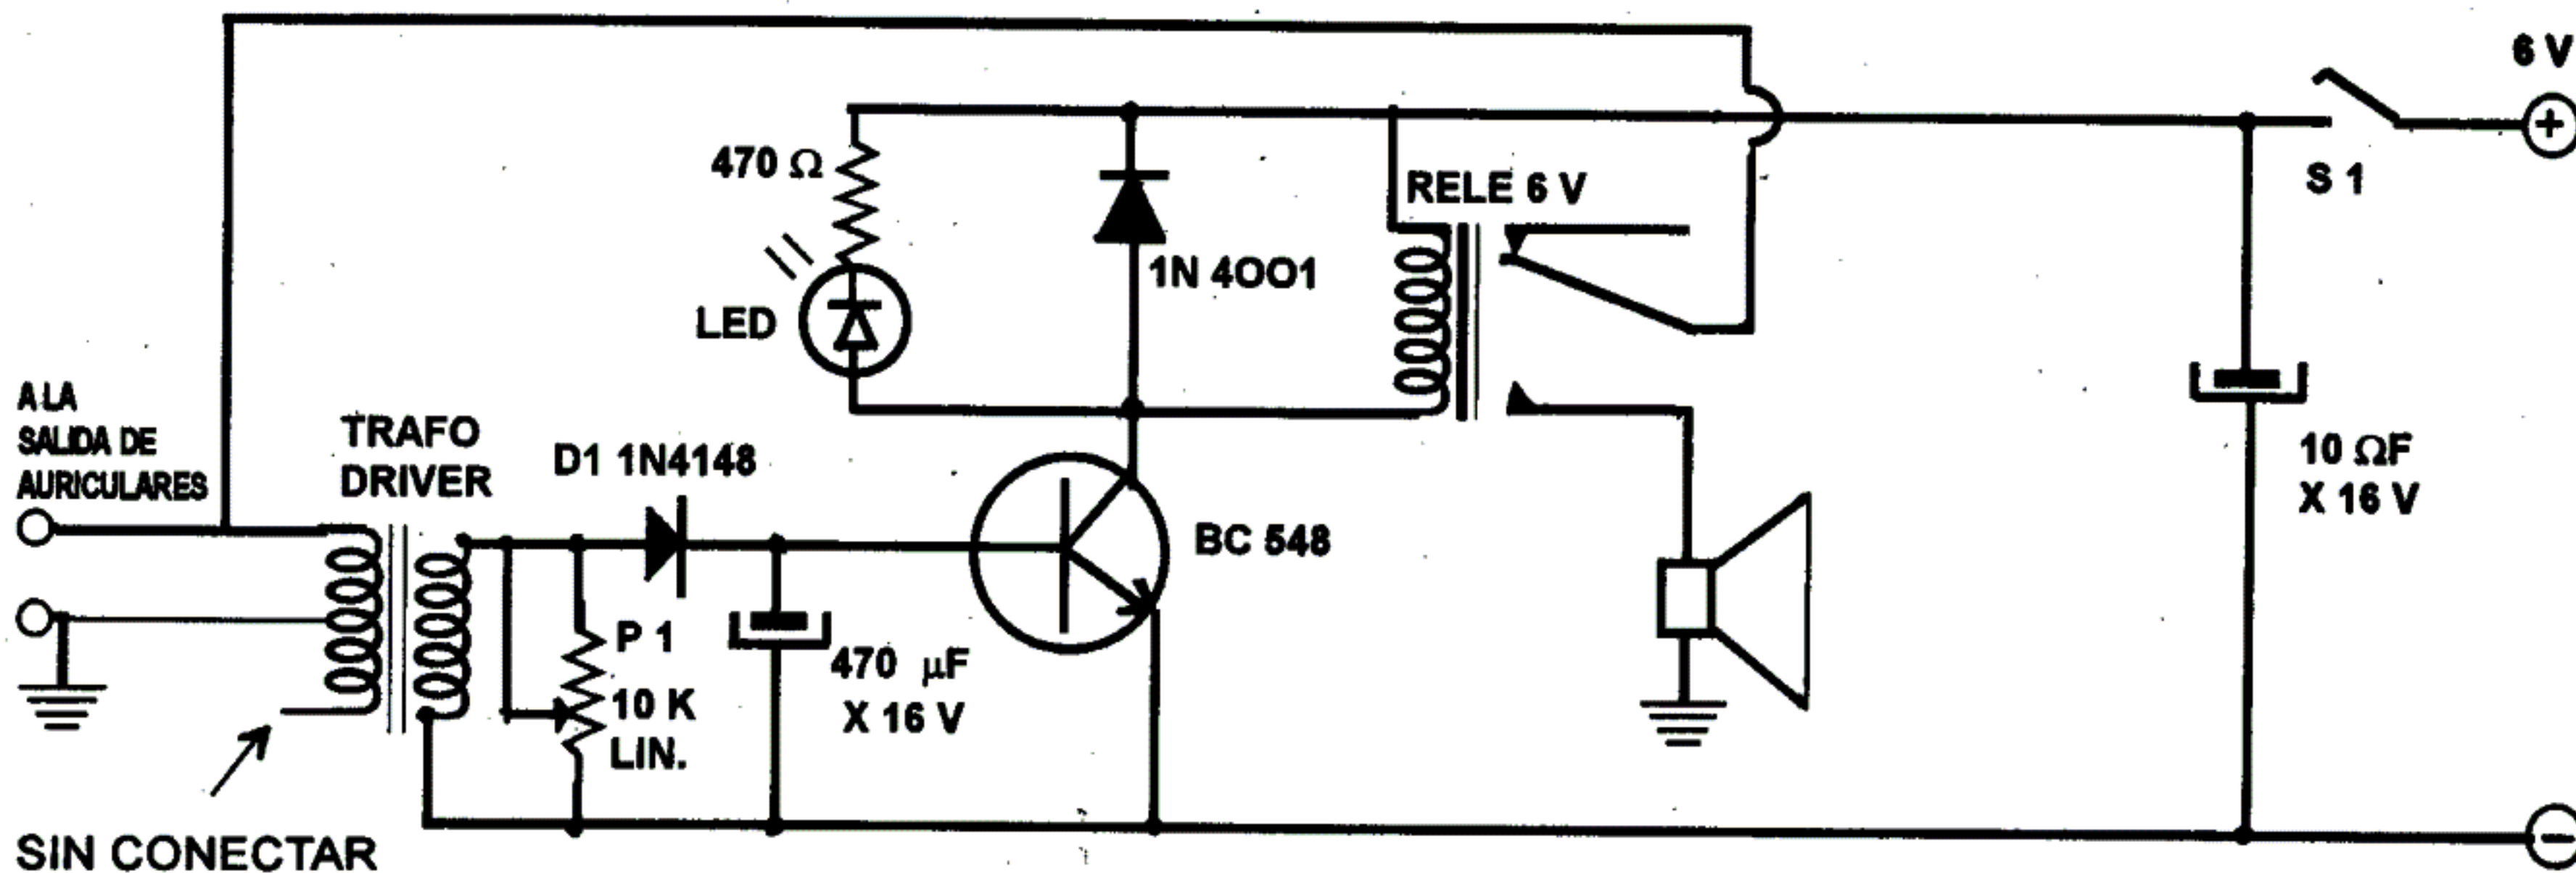 6 V
S 1
470 Ω
RELE 6 V
1N 4OO1
LED
A LA
SALIDA DE
AURICULARES
TRAFO
DRIVER
D1 1N4148
BC 548
10 ΩF
X 16 V
P 1
10 K
LIN.
470 µF
X 16 V
SIN CONECTAR